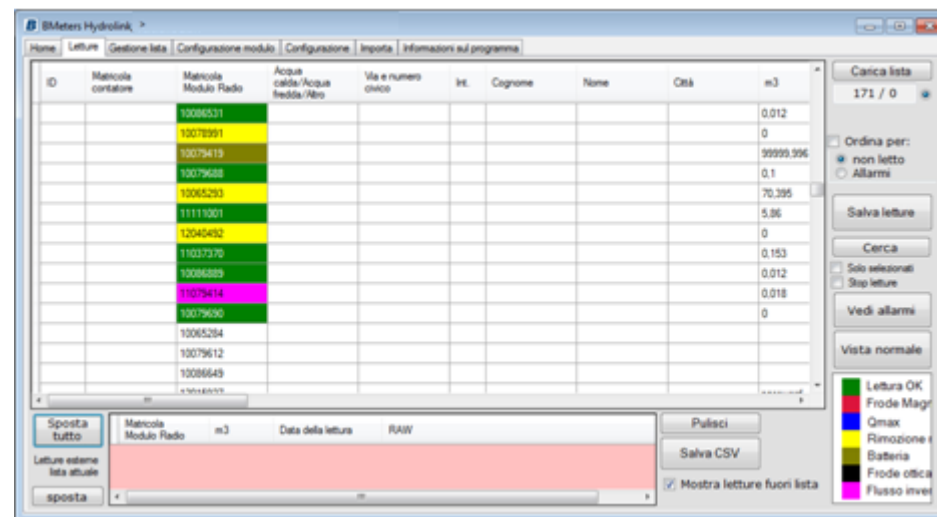 BMeters Hydrolink, >
Home Letture Gestione lista Configurazione modulo Configurazione Importa Informazioni sul programma
ID Matricola contatore Matricola Modulo Radio Acqua calda/Acqua fredda/Altro Via e numero civico Int. Cognome Nome Città m3
10086531 0,012
10078991 0
10079419 99999,996
10079688 0,1
10065293 70,395
11111001 5,86
12040492 0
11037370 0,153
10086889 0,012
11079414 0,018
10079690 0
10065284
10079612
10086649
Carica lista
171 / 0
Ordina per:
non letto
Allarmi
Salva letture
Cerca
Solo selezionati
Stop letture
Vedi allarmi
Vista normale
Lettura OK
Frode Magr
Qmax
Rimozione
Batteria
Frode ottica
Flusso inver
Sposta tutto
Letture esterne lista attuale
sposta
Matricola Modulo Radio m3 Data della lettura RAW
Pulisci
Salva CSV
Mostra letture fuori lista